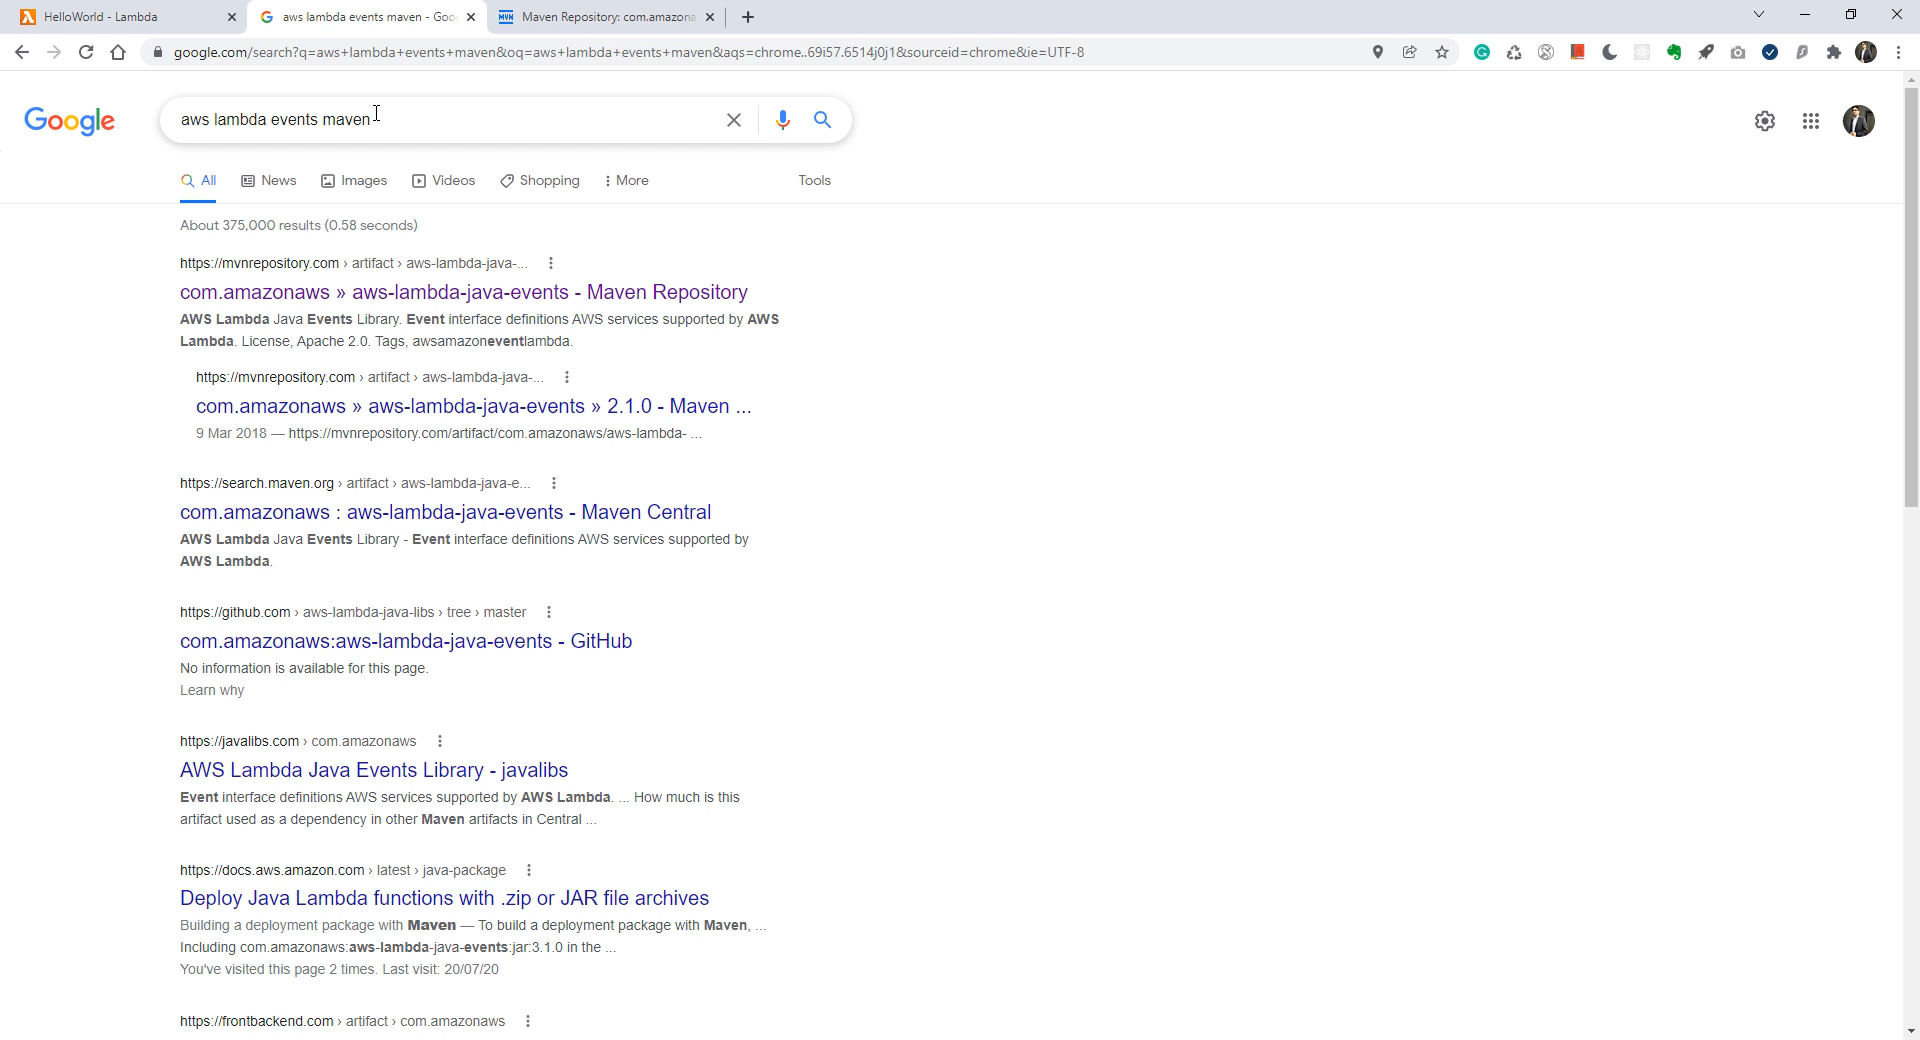 HelloWorld - Lambda
aws lambda events maven - Goo
MVN
Maven Repository: com.amazona
google.com/search?q=aws+lambda+events+maven&oq=aws+lambda+events+maven&aqs=chrome..69i57.6514j0j1&sourceid=chrome&ie=UTF-8
Google
aws lambda events maven
All
News
Images
Videos
Shopping
More
Tools
About 375,000 results (0.58 seconds)
https://mvnrepository.com › artifact › aws-lambda-java-...
com.amazonaws » aws-lambda-java-events - Maven Repository
AWS Lambda Java Events Library. Event interface definitions AWS services supported by AWS
Lambda. License, Apache 2.0. Tags, awsamazoneventlambda.
https://mvnrepository.com › artifact › aws-lambda-java-...
com.amazonaws » aws-lambda-java-events » 2.1.0 - Maven ...
9 Mar 2018 — https://mvnrepository.com/artifact/com.amazonaws/aws-lambda- ...
https://search.maven.org › artifact › aws-lambda-java-e...
com.amazonaws : aws-lambda-java-events - Maven Central
AWS Lambda Java Events Library - Event interface definitions AWS services supported by
AWS Lambda.
https://github.com › aws-lambda-java-libs › tree › master
com.amazonaws:aws-lambda-java-events - GitHub
No information is available for this page.
Learn why
https://javalibs.com › com.amazonaws
AWS Lambda Java Events Library - javalibs
Event interface definitions AWS services supported by AWS Lambda. ... How much is this
artifact used as a dependency in other Maven artifacts in Central ...
https://docs.aws.amazon.com › latest › java-package
Deploy Java Lambda functions with .zip or JAR file archives
Building a deployment package with Maven — To build a deployment package with Maven, ...
Including com.amazonaws:aws-lambda-java-events:jar:3.1.0 in the ...
You've visited this page 2 times. Last visit: 20/07/20
https://frontbackend.com › artifact › com.amazonaws